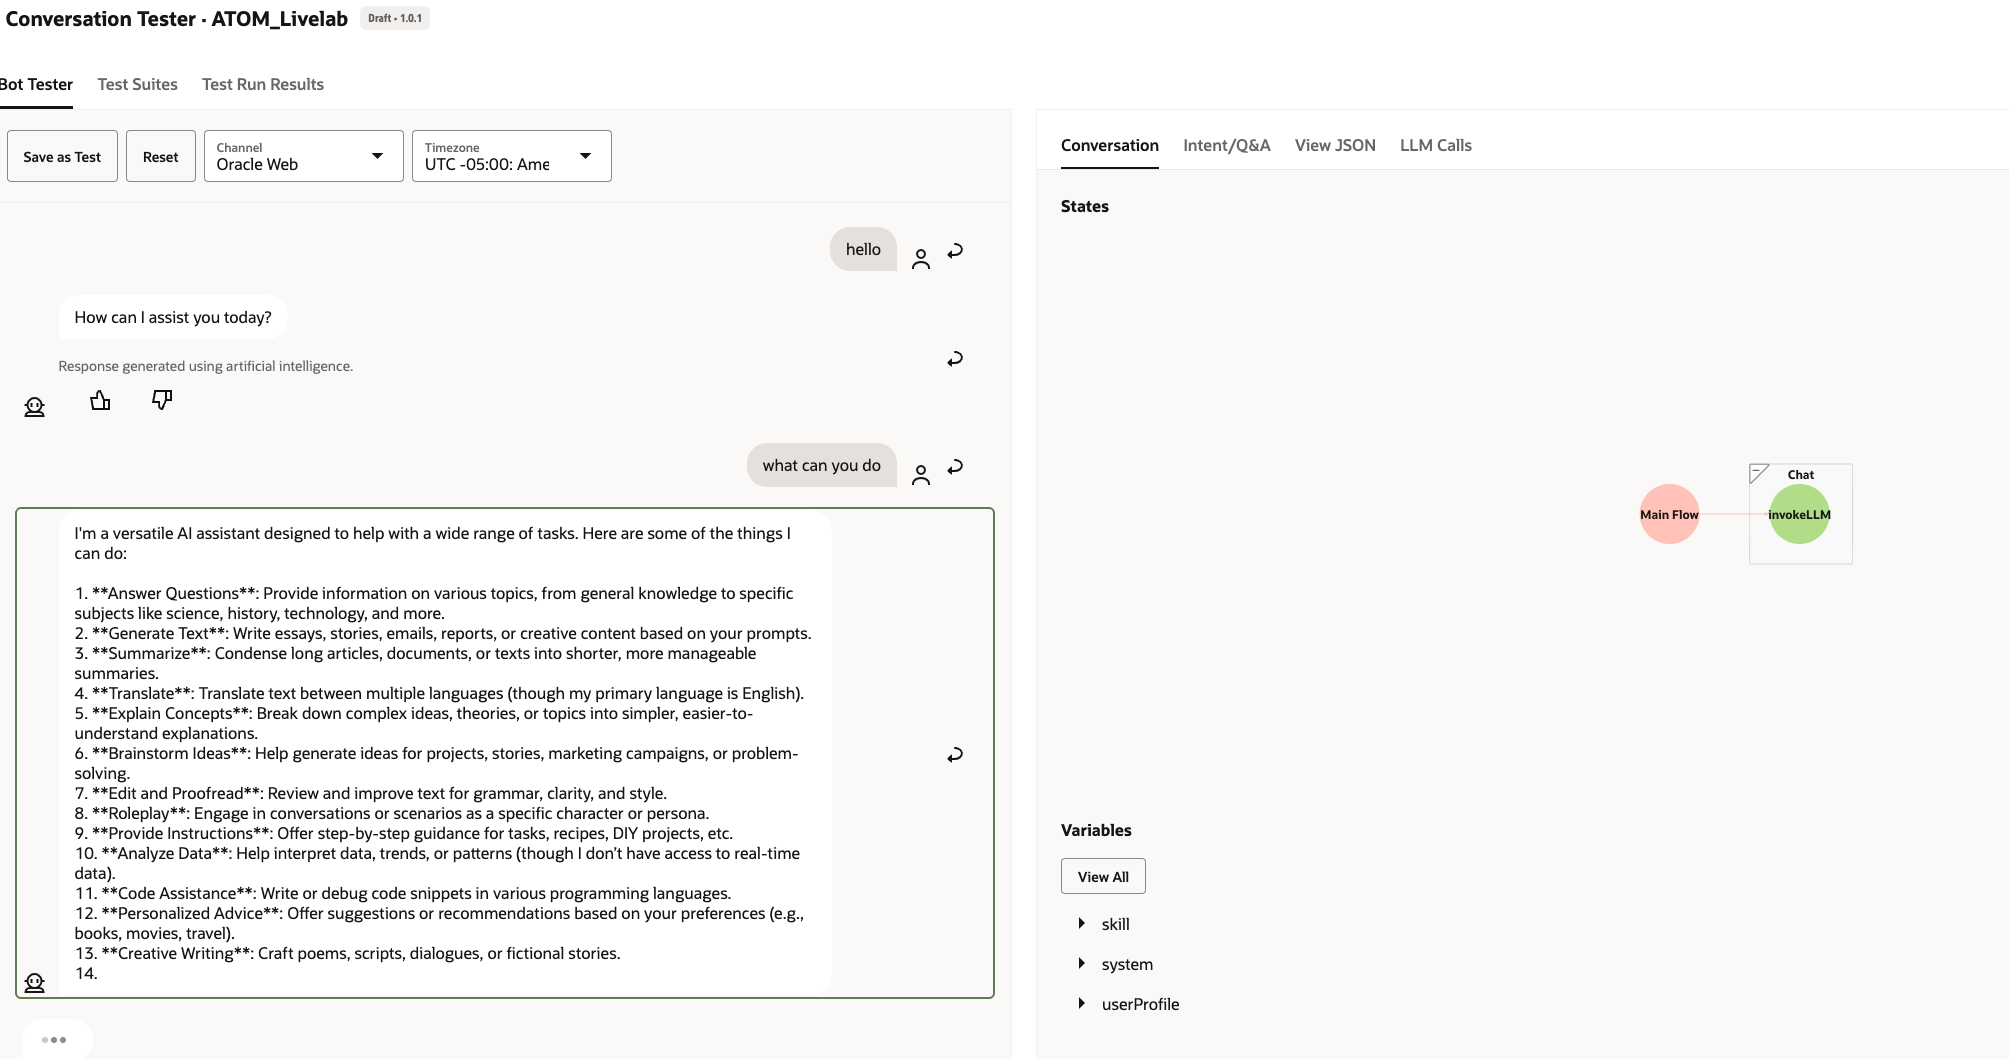 Conversation Tester · ATOM_Livelab Draft • 1.0.1
Bot Tester Test Suites Test Run Results
Save as Test
Reset
Channel
Oracle Web
Timezone
UTC -05:00: Ame
hello
How can I assist you today?
Response generated using artificial intelligence.
what can you do
I'm a versatile AI assistant designed to help with a wide range of tasks. Here are some of the things I
can do:
1. **Answer Questions**: Provide information on various topics, from general knowledge to specific
subjects like science, history, technology, and more.
2. **Generate Text**: Write essays, stories, emails, reports, or creative content based on your prompts.
3. **Summarize**: Condense long articles, documents, or texts into shorter, more manageable
summaries.
4. **Translate**: Translate text between multiple languages (though my primary language is English).
5. **Explain Concepts**: Break down complex ideas, theories, or topics into simpler, easier-to-
understand explanations.
6. **Brainstorm Ideas**: Help generate ideas for projects, stories, marketing campaigns, or problem-
solving.
7. **Edit and Proofread**: Review and improve text for grammar, clarity, and style.
8. **Roleplay**: Engage in conversations or scenarios as a specific character or persona.
9. **Provide Instructions**: Offer step-by-step guidance for tasks, recipes, DIY projects, etc.
10. **Analyze Data**: Help interpret data, trends, or patterns (though I don’t have access to real-time
data).
11. **Code Assistance**: Write or debug code snippets in various programming languages.
12. **Personalized Advice**: Offer suggestions or recommendations based on your preferences (e.g.,
books, movies, travel).
13. **Creative Writing**: Craft poems, scripts, dialogues, or fictional stories.
14.
Conversation Intent/Q&A View JSON LLM Calls
States
Main Flow
Chat
invokeLLM
Variables
View All
skill
system
userProfile